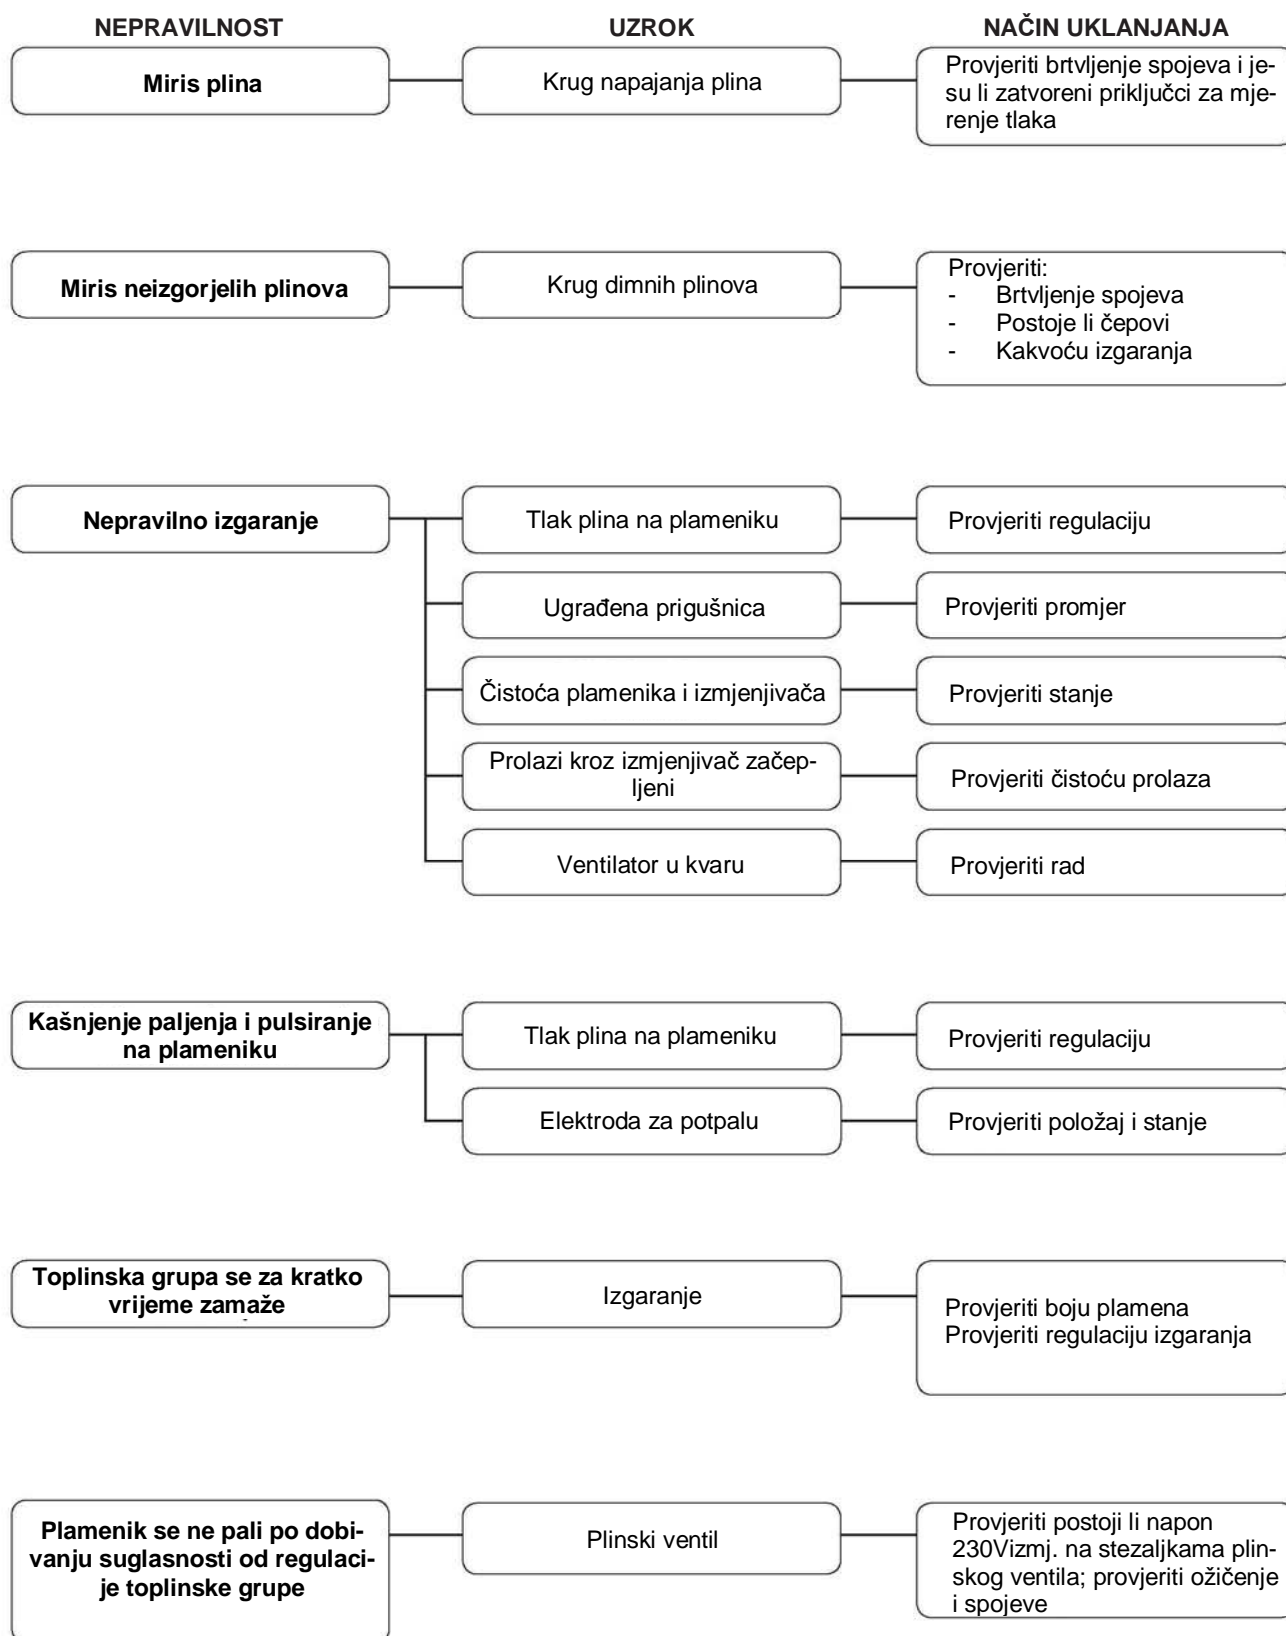 NEPRAVILNOST
UZROK
NAČIN UKLANJANJA
Miris plina
Krug napajanja plina
Provjeriti brtvljenje spojeva i je-
su li zatvoreni priključci za mje-
renje tlaka
Miris neizgorjelih plinova
Krug dimnih plinova
Provjeriti:
- Brtvljenje spojeva
- Postoje li čepovi
- Kakvoću izgaranja
Nepravilno izgaranje
Tlak plina na plameniku
Provjeriti regulaciju
Ugrađena prigušnica
Provjeriti promjer
Čistoća plamenika i izmjenjivača
Provjeriti stanje
Prolazi kroz izmjenjivač začep-
ljeni
Provjeriti čistoću prolaza
Ventilator u kvaru
Provjeriti rad
Kašnjenje paljenja i pulsiranje
na plameniku
Tlak plina na plameniku
Provjeriti regulaciju
Elektroda za potpalu
Provjeriti položaj i stanje
Toplinska grupa se za kratko
vrijeme zamaže
Izgaranje
Provjeriti boju plamena
Provjeriti regulaciju izgaranja
Plamenik se ne pali po dobi-
vanju suglasnosti od regulaci-
je toplinske grupe
Plinski ventil
Provjeriti postoji li napon
230Vizmj. na stezaljkama plin-
skog ventila; provjeriti ožičenje
i spojeve